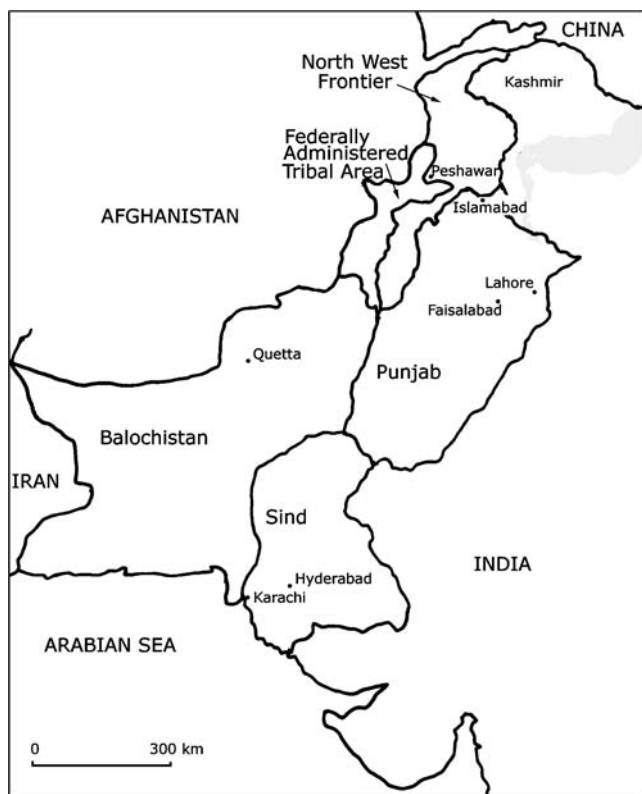 CHINA
North West
Frontier
Kashmir
Federally
Administered
Tribal Area
Peshawar
Islamabad
AFGHANISTAN
Lahore
Faisalabad
Quetta
Punjab
Balochistan
IRAN
Sind
INDIA
Hyderabad
Karachi
ARABIAN SEA
0 300 km